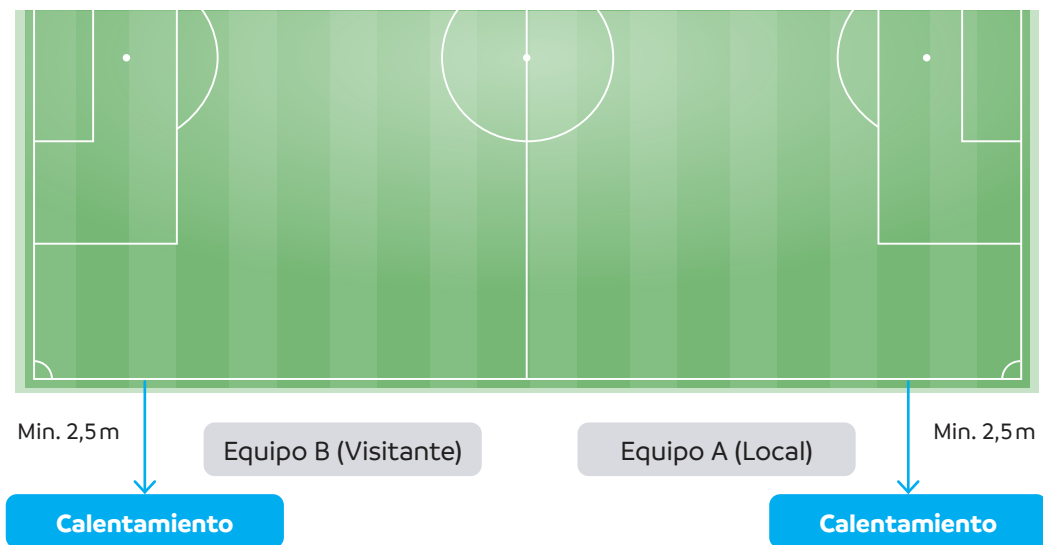 Min. 2,5 m
Equipo B (Visitante)
Equipo A (Local)
Min. 2,5 m
Calentamiento
Calentamiento